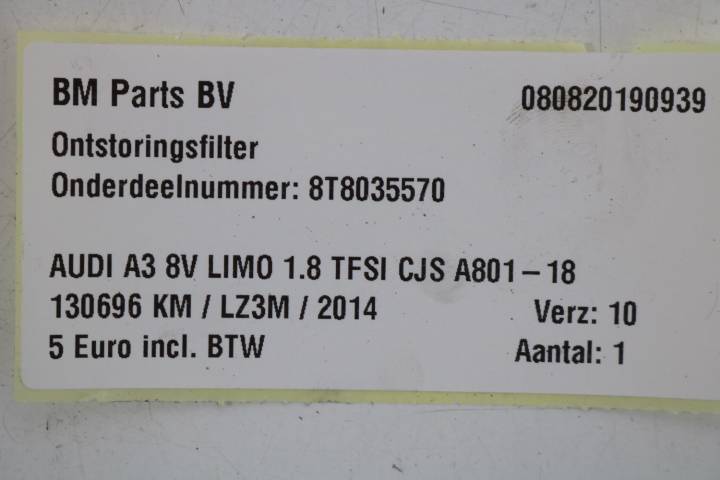 BM Parts BV 080820190939
Ontstoringsfilter
Onderdeelnummer: 8T8035570
AUDI A3 8V LIMO 1.8 TFSI CJS A801-18
130696 KM / LZ3M / 2014 Verz: 10
5 Euro incl. BTW Aantal: 1